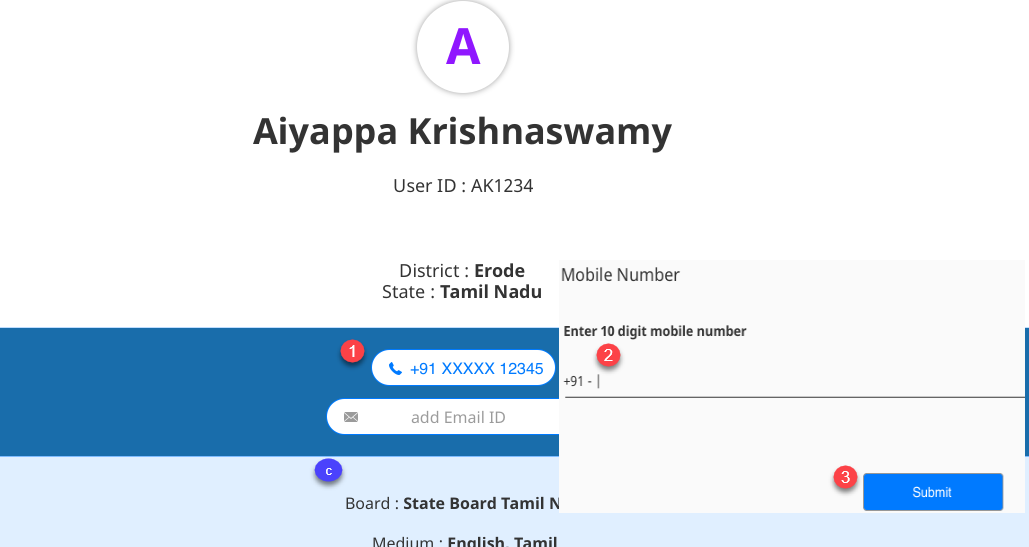 A
Aiyappa Krishnaswamy
User ID : AK1234
District : Erode
State : Tamil Nadu
1
+91 XXXXX 12345
add Email ID
c
Board : State Board Tamil N
Medium : English, Tamil
Mobile Number
Enter 10 digit mobile number
2
+91 - |
3
Submit